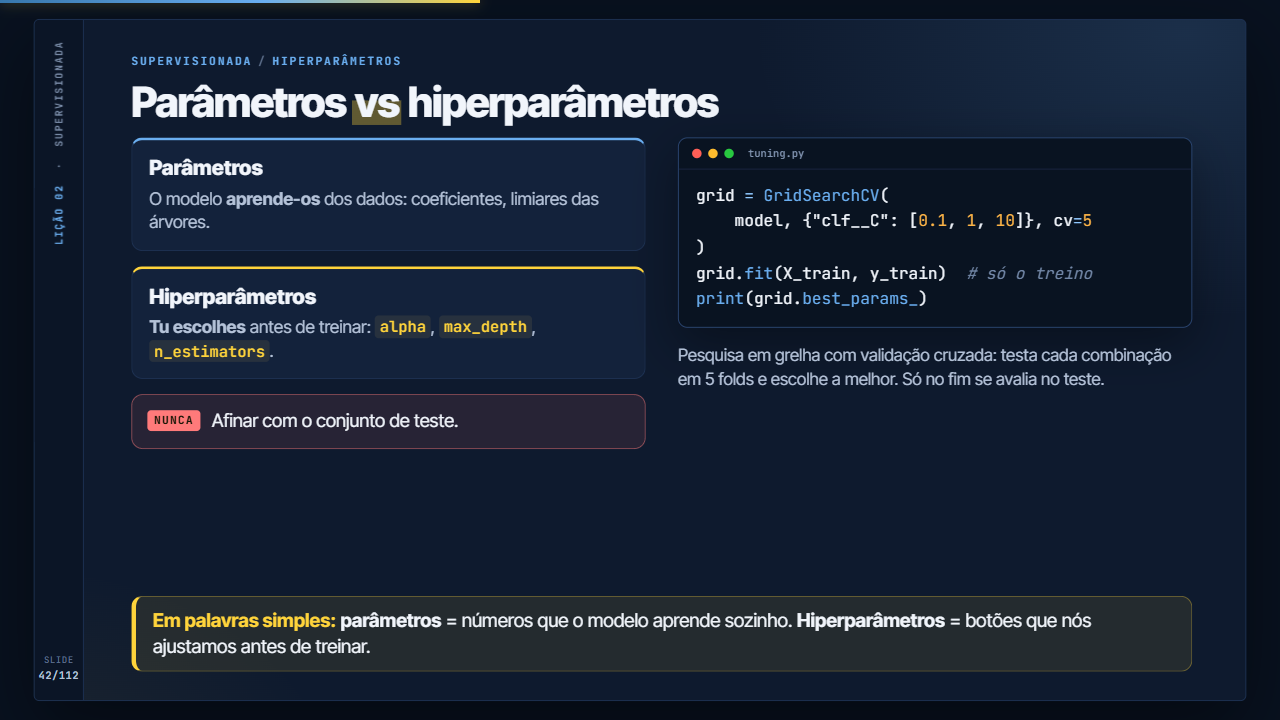 SUPERVISIONADA / HIPERPARÂMETROS
Parâmetros vs hiperparâmetros
Parâmetros
O modelo aprende-os dos dados: coeficientes, limiares das
árvores.
Hiperparâmetros
Tu escolhes antes de treinar: alpha, max_depth,
n_estimators.
NUNCA Afinar com o conjunto de teste.
tuning.py
grid = GridSearchCV(
    model, {"clf__C": [0.1, 1, 10]}, cv=5
)
grid.fit(X_train, y_train)  # só o treino
print(grid.best_params_)
Pesquisa em grelha com validação cruzada: testa cada combinação
em 5 folds e escolhe a melhor. Só no fim se avalia no teste.
Em palavras simples: parâmetros = números que o modelo aprende sozinho. Hiperparâmetros = botões que nós
ajustamos antes de treinar.
LIÇÃO 02 · SUPERVISIONADA
SLIDE
42/112